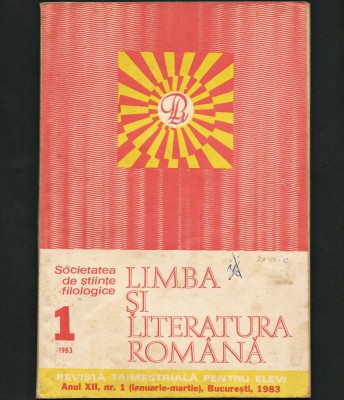 Societatea
de științe
filologice
1
1983
LIMBA
ȘI
LITERATURA
ROMÂNĂ
REVISTĂ TRIMESTRIALĂ PENTRU ELEVI
Anul XII, nr. 1 (ianuarie-martie), București, 1983